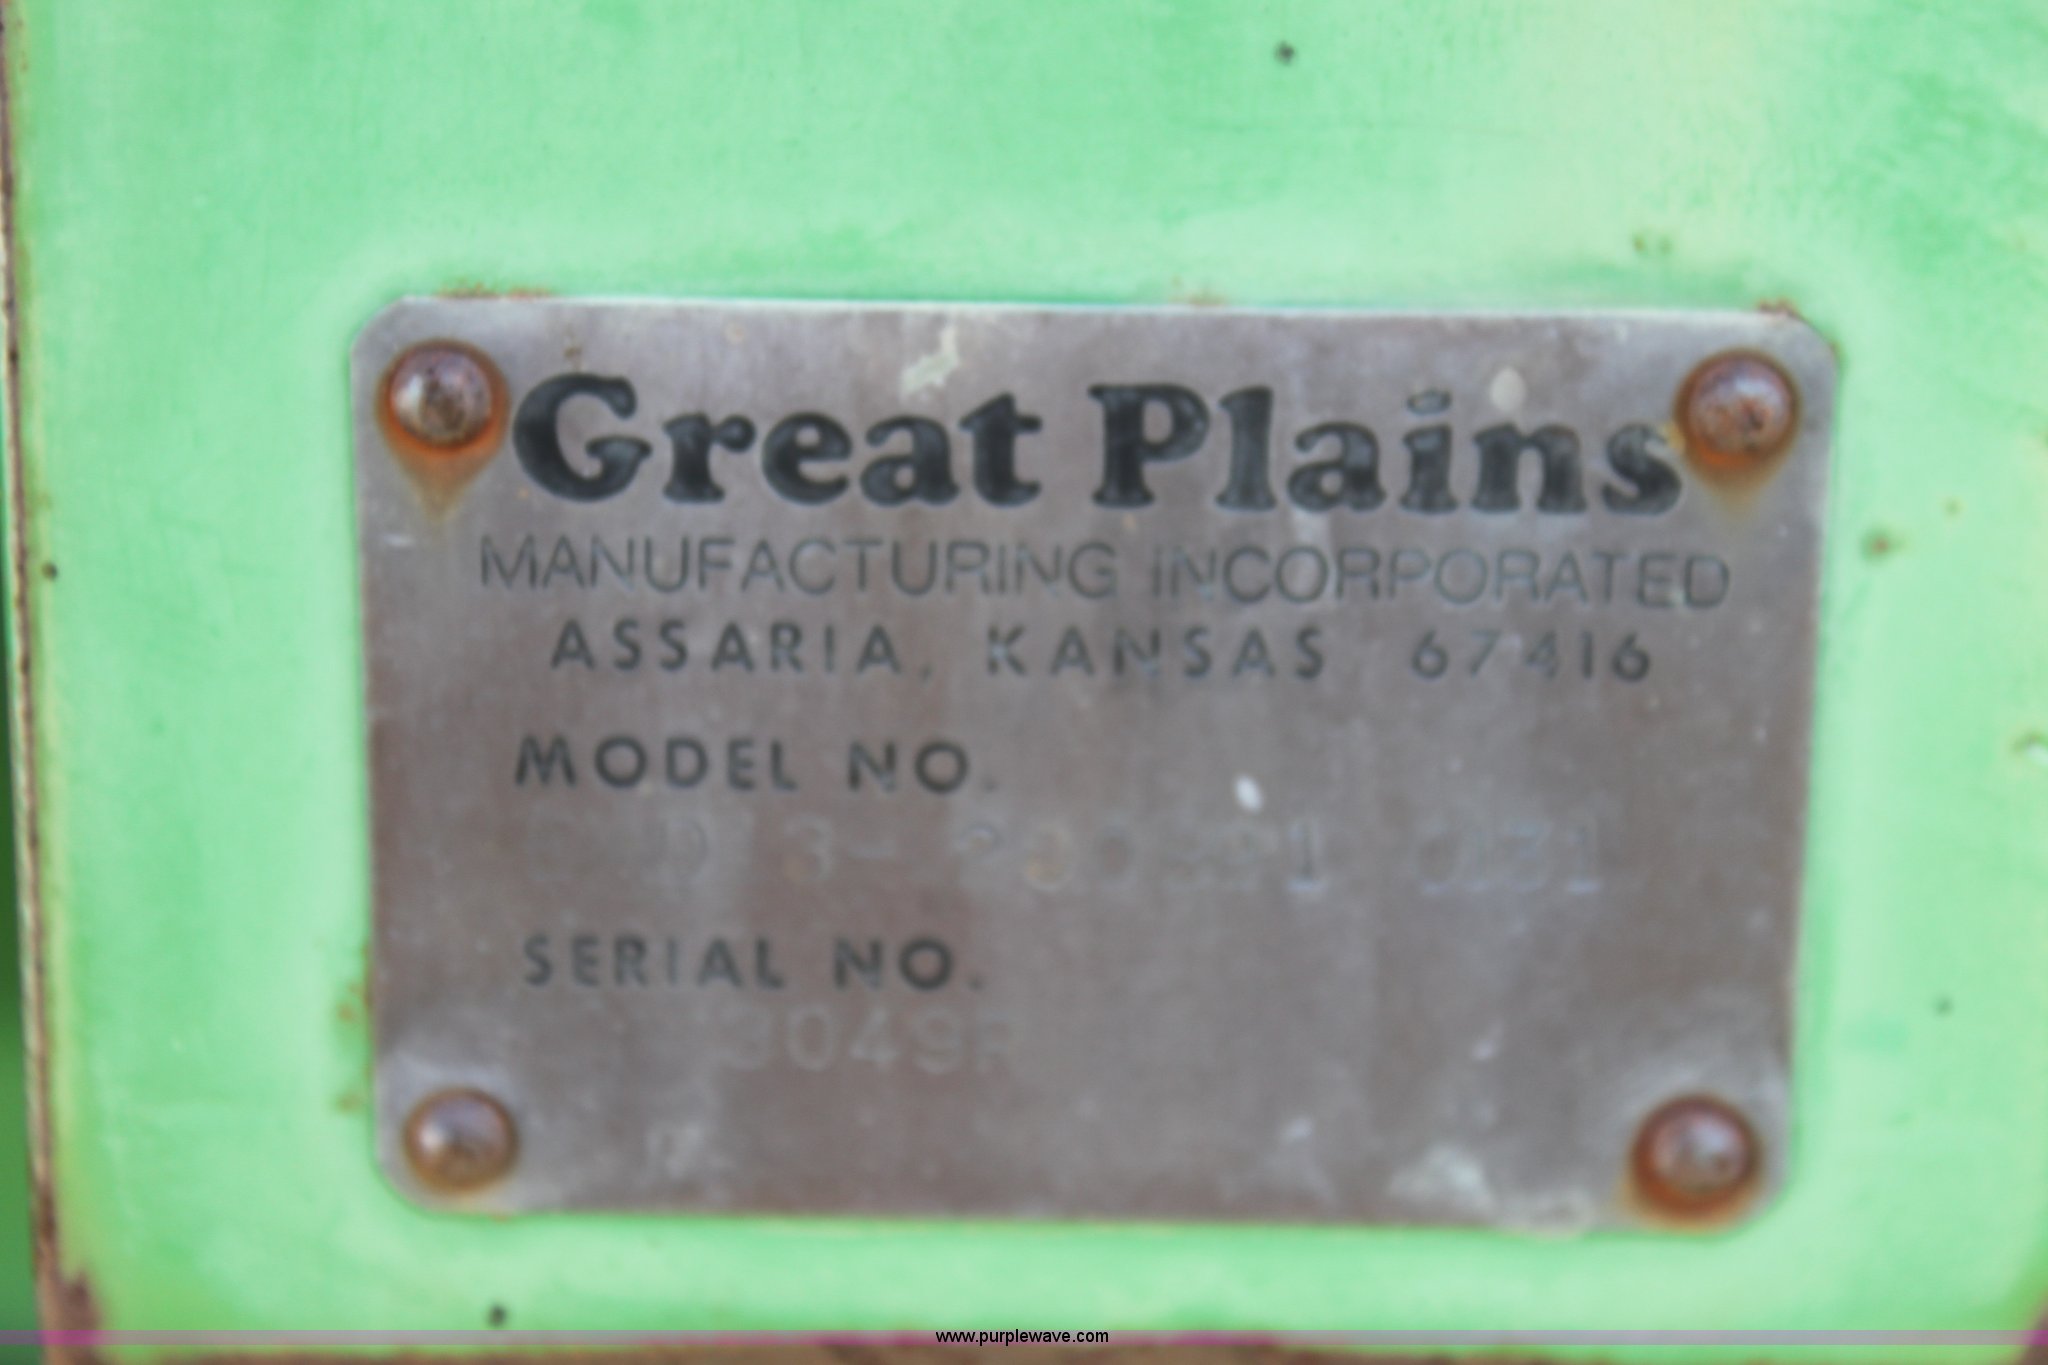 Great Plains
MANUFACTURING INCORPORATED
ASSARIA, KANSAS 67416
MODEL NO.
SERIAL NO.
www.purplewave.com